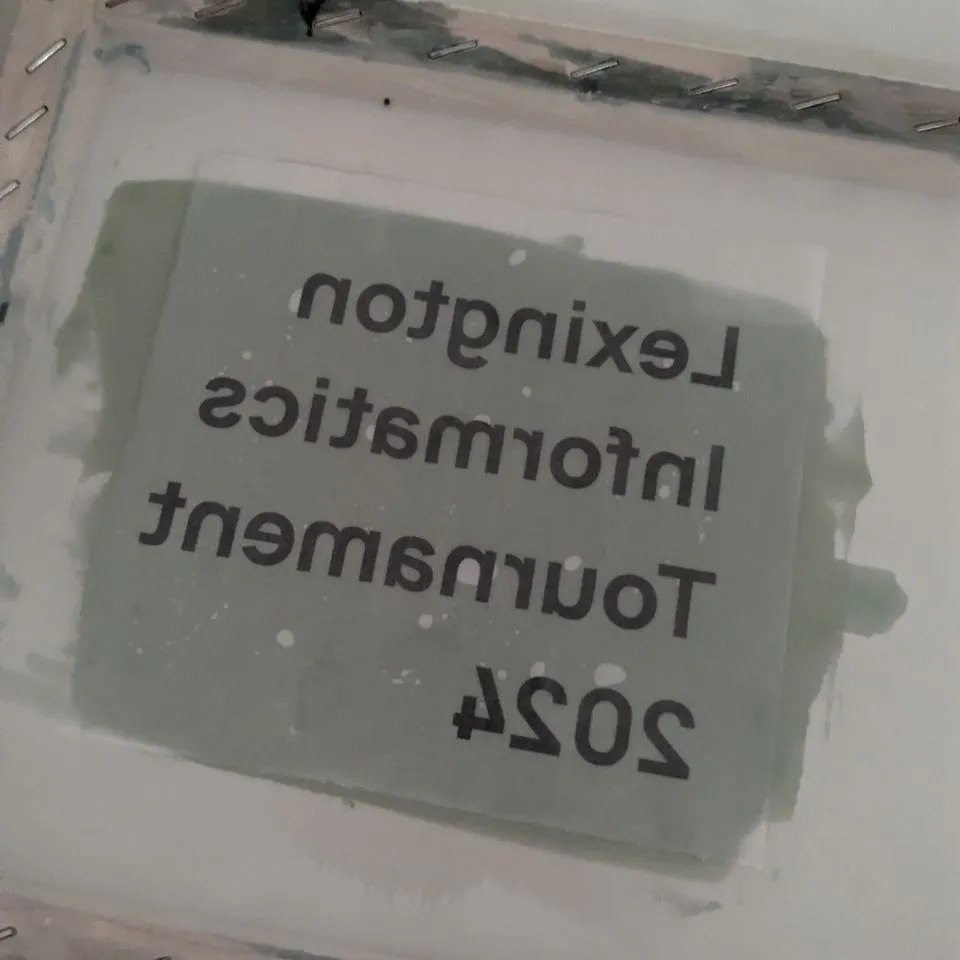 Lexington
Informatics
Tournament
2024